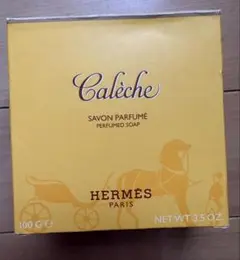 Calèche
SAVON PARFUMÉ
PERFUMED SOAP
HERMÈS
PARIS
100 G ℮ NET WT 3.5 OZ